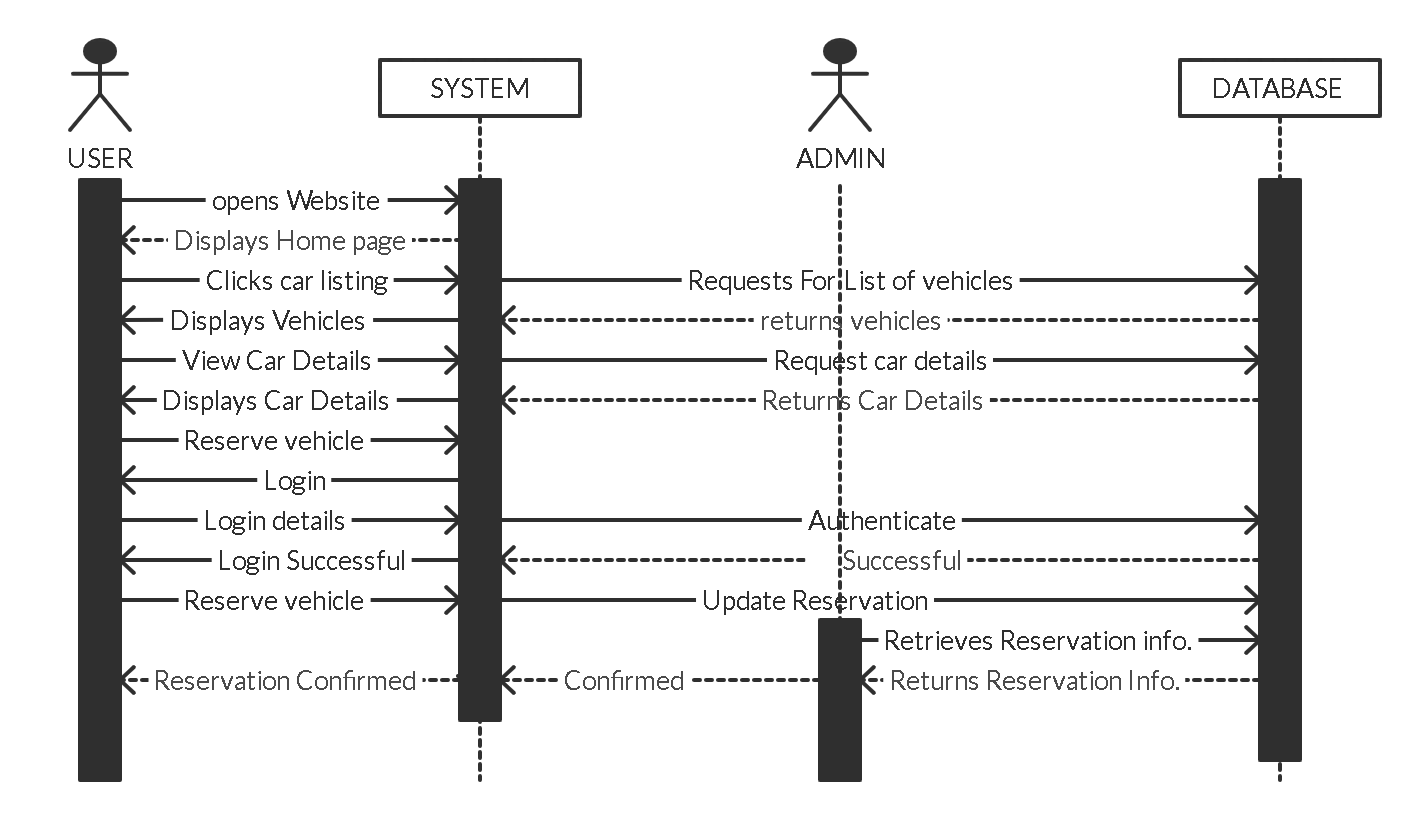 SYSTEM
DATABASE
USER
ADMIN
opens Website
Displays Home page
Clicks car listing
Requests For List of vehicles
Displays Vehicles
returns vehicles
View Car Details
Request car details
Displays Car Details
Returns Car Details
Reserve vehicle
Login
Login details
Authenticate
Login Successful
Successful
Reserve vehicle
Update Reservation
Retrieves Reservation info.
Reservation Confirmed
Confirmed
Returns Reservation Info.